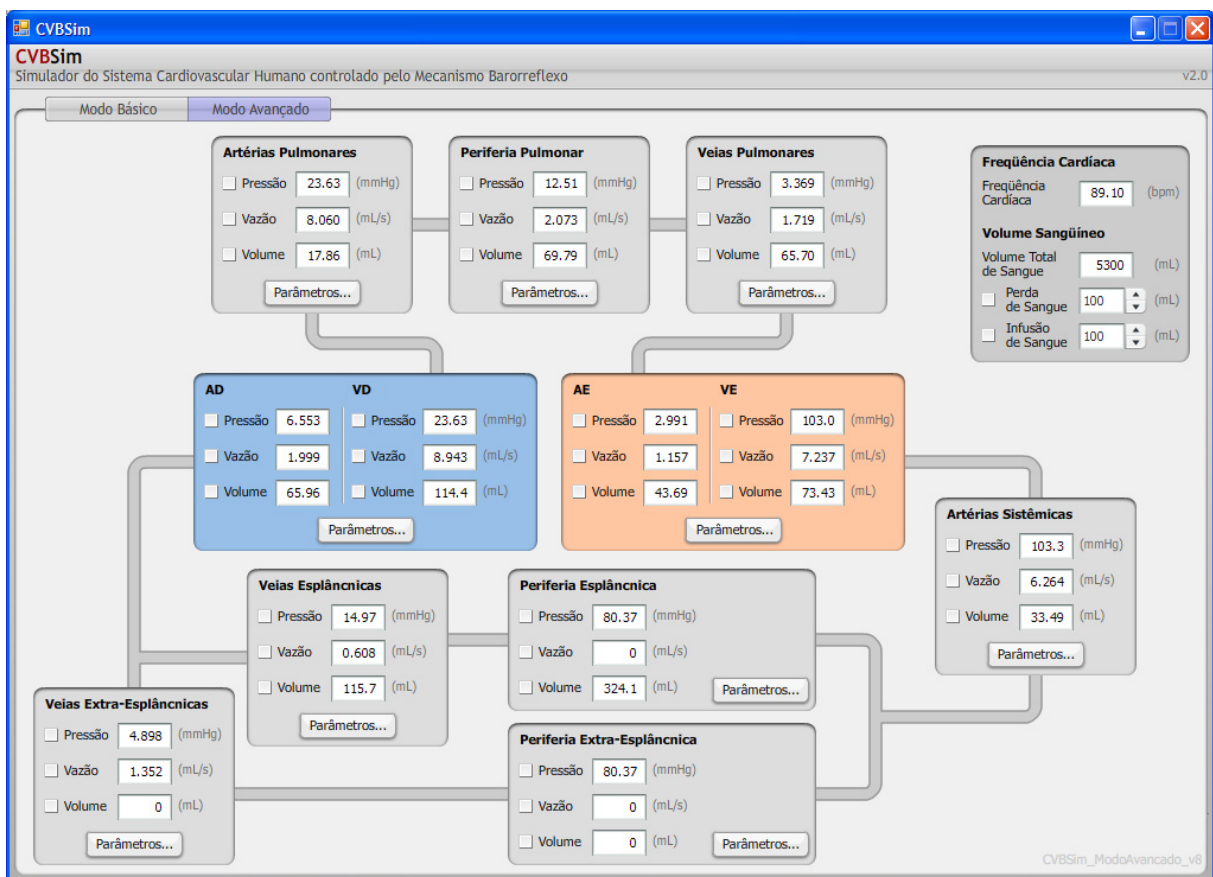 CVBSim
CVBSim
Simulador do Sistema Cardiovascular Humano controlado pelo Mecanismo Barorreflexo
v2.0
Modo Básico
Modo Avançado
Artérias Pulmonares
Pressão 23.63 (mmHg)
Vazão 8.060 (mL/s)
Volume 17.86 (mL)
Parâmetros...
Periferia Pulmonar
Pressão 12.51 (mmHg)
Vazão 2.073 (mL/s)
Volume 69.79 (mL)
Parâmetros...
Veias Pulmonares
Pressão 3.369 (mmHg)
Vazão 1.719 (mL/s)
Volume 65.70 (mL)
Parâmetros...
Freqüência Cardíaca
Freqüência
Cardíaca 89.10 (bpm)
Volume Sangüíneo
Volume Total
de Sangue 5300 (mL)
Perda
de Sangue 100 (mL)
Infusão
de Sangue 100 (mL)
AD VD
Pressão 6.553 Pressão 23.63 (mmHg)
Vazão 1.999 Vazão 8.943 (mL/s)
Volume 65.96 Volume 114.4 (mL)
Parâmetros...
AE VE
Pressão 2.991 Pressão 103.0 (mmHg)
Vazão 1.157 Vazão 7.237 (mL/s)
Volume 43.69 Volume 73.43 (mL)
Parâmetros...
Artérias Sistêmicas
Pressão 103.3 (mmHg)
Vazão 6.264 (mL/s)
Volume 33.49 (mL)
Parâmetros...
Veias Esplâncnicas
Pressão 14.97 (mmHg)
Vazão 0.608 (mL/s)
Volume 115.7 (mL)
Parâmetros...
Periferia Esplâncnica
Pressão 80.37 (mmHg)
Vazão 0 (mL/s)
Volume 324.1 (mL)
Parâmetros...
Veias Extra-Esplâncnicas
Pressão 4.898 (mmHg)
Vazão 1.352 (mL/s)
Volume 0 (mL)
Parâmetros...
Periferia Extra-Esplâncnica
Pressão 80.37 (mmHg)
Vazão 0 (mL/s)
Volume 0 (mL)
Parâmetros...
CVBSim_ModoAvancado_v8